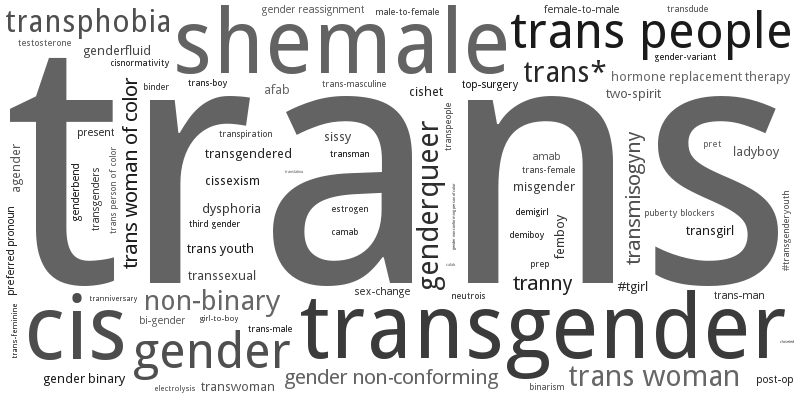 transphobia
shemale
gender reassignment
male-to-female
female-to-male
transdude
trans people
testosterone
genderfluid
cisnormativity
gender-variant
trans*
hormone replacement therapy
binder
trans-boy
afab
trans-masculine
cishet
top-surgery
two-spirit
trans
present
trans woman of color
transpiration
sissy
transpeople
transgendered
transman
genderqueer
amab
trans-female
transmisogyny
pret
ladyboy
agender
genderbend
transgenders
trans person of color
cissexism
misgender
dysphoria
estrogen
demigirl
puberty blockers
third gender
camab
demiboy
femboy
transgirl
#transgenderyouth
preferred pronoun
trans youth
prep
transsexual
tranny
#tgirl
sex-change
neutrois
trans-man
tranniversary
non-binary
trans-feminine
cis
bi-gender
girl-to-boy
trans-male
transgender
gender
gender binary
electrolysis
transwoman
gender non-conforming
binarism
trans woman
post-op